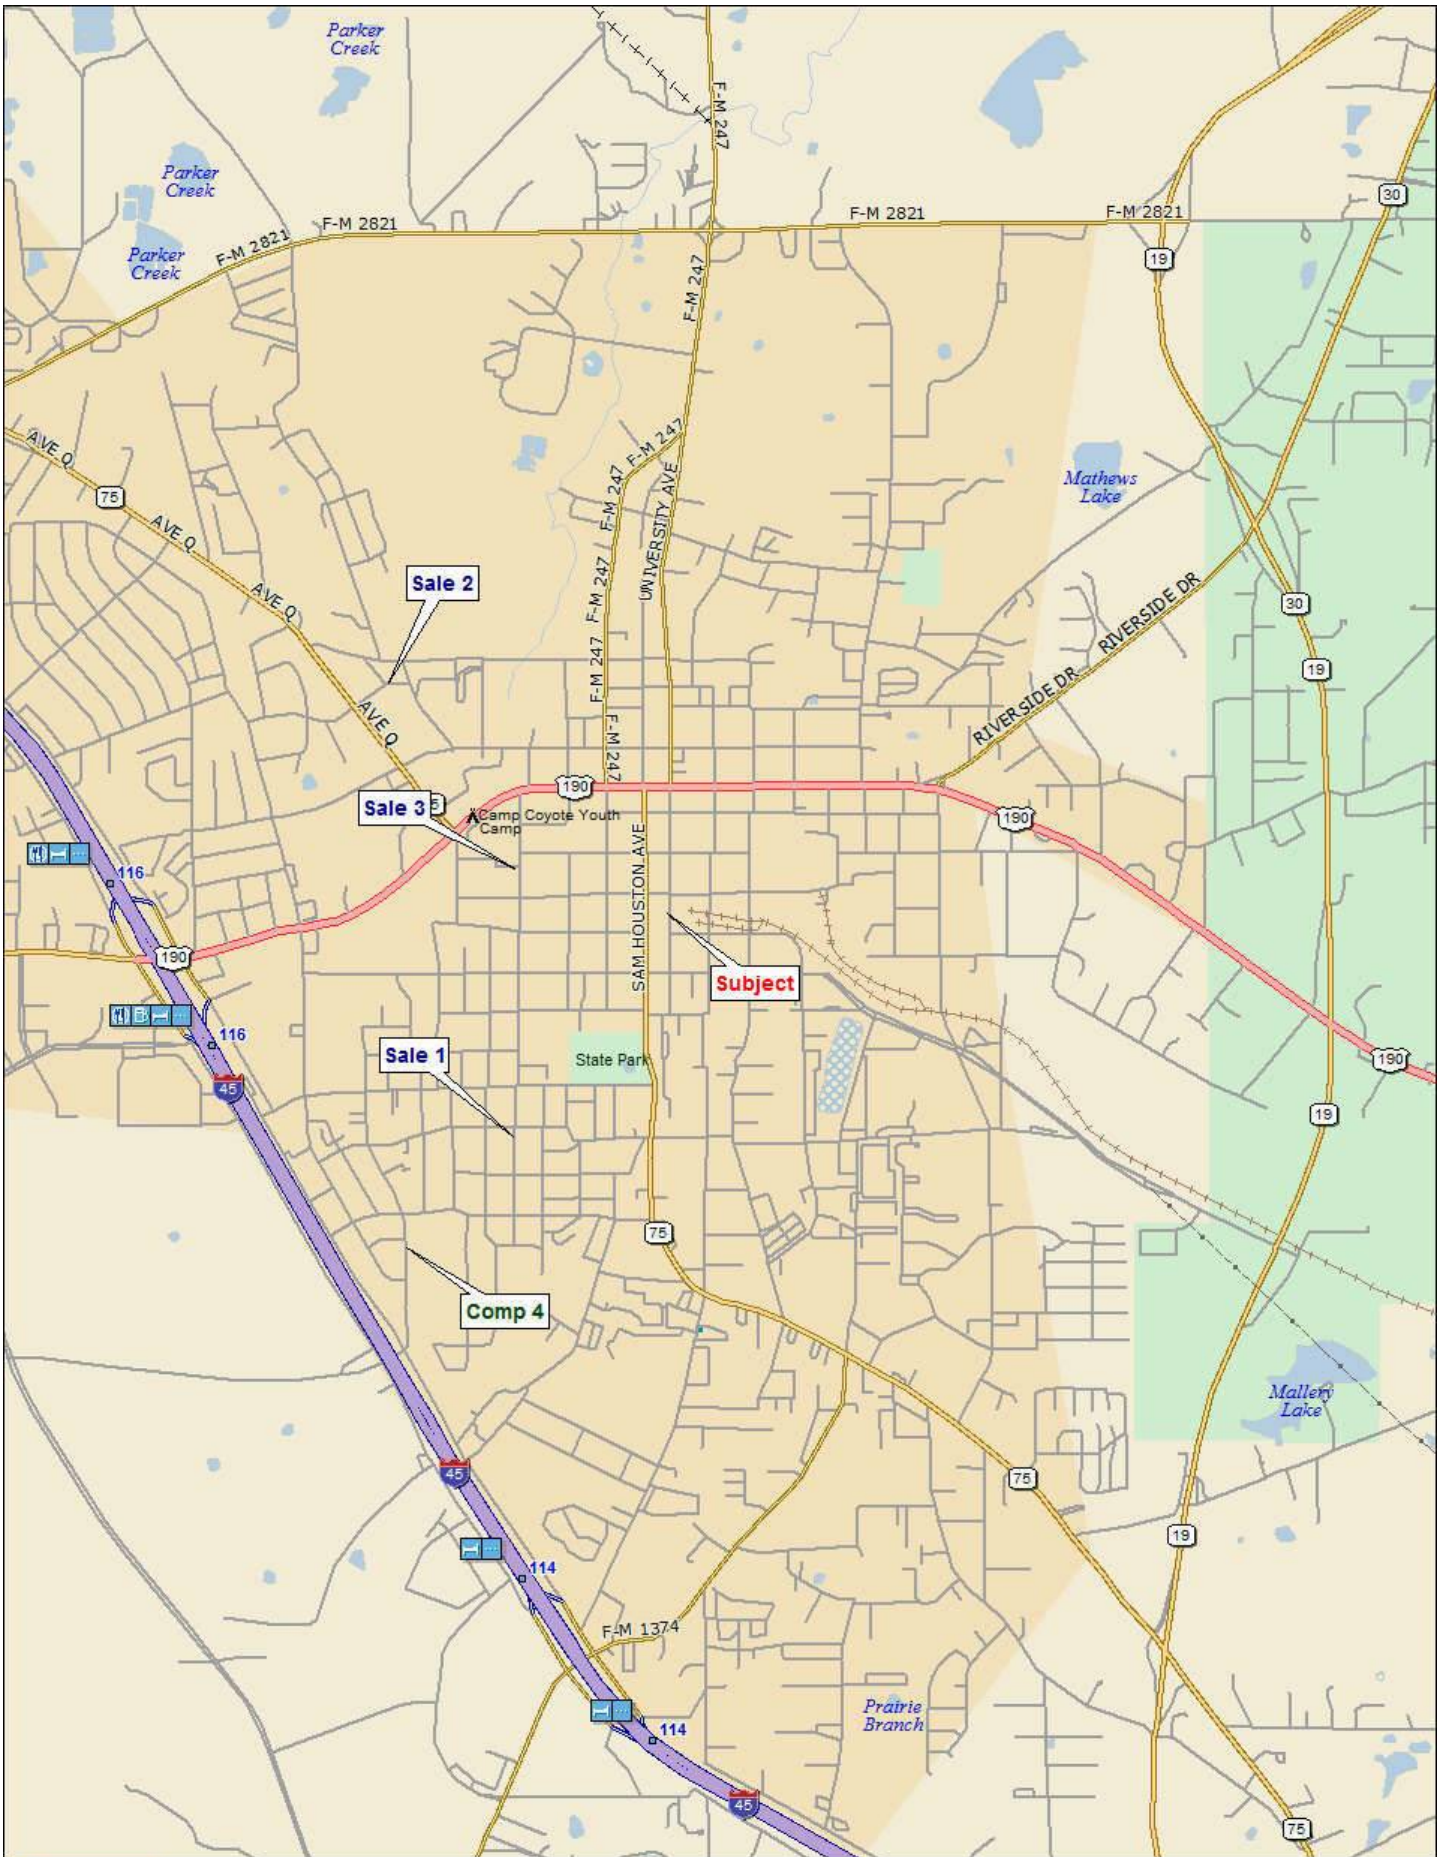 Parker
Creek
F-M 247
Parker
Creek
30
F-M 2821
F-M 2821
F-M 2821
F-M 2821
Parker
Creek
19
F-M 247
AVE Q
F-M 247
75
F-M 247
UNIVERSITY AVE
Mathews
Lake
AVE Q
Sale 2
F-M 247
AVE Q
30
RIVERSIDE DR
F-M 247
19
AVE Q
RIVERSIDE DR
F-M 247
190
Sale 3
5
Camp Coyote Youth
Camp
190
SAM HOUSTON AVE
116
190
Subject
116
Sale 1
State Park
190
45
19
75
Comp 4
Mallery
Lake
45
75
19
114
F-M 1374
Prairie
Branch
114
45
75